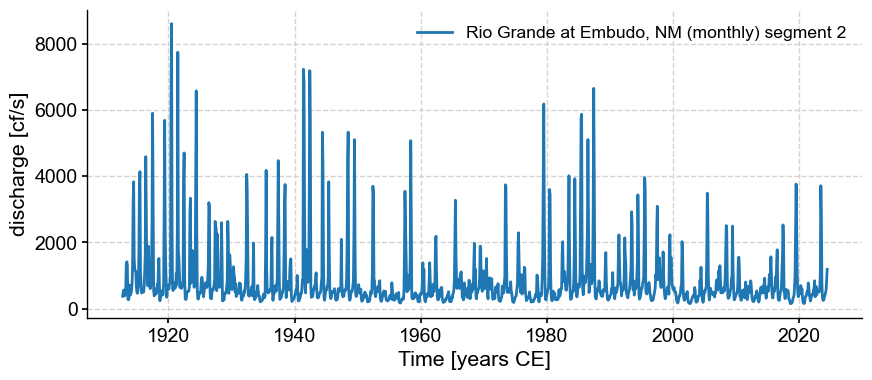 Rio Grande at Embudo, NM (monthly) segment 2
discharge [cf/s]
8000
6000
4000
2000
0
1920 1940 1960 1980 2000 2020
Time [years CE]